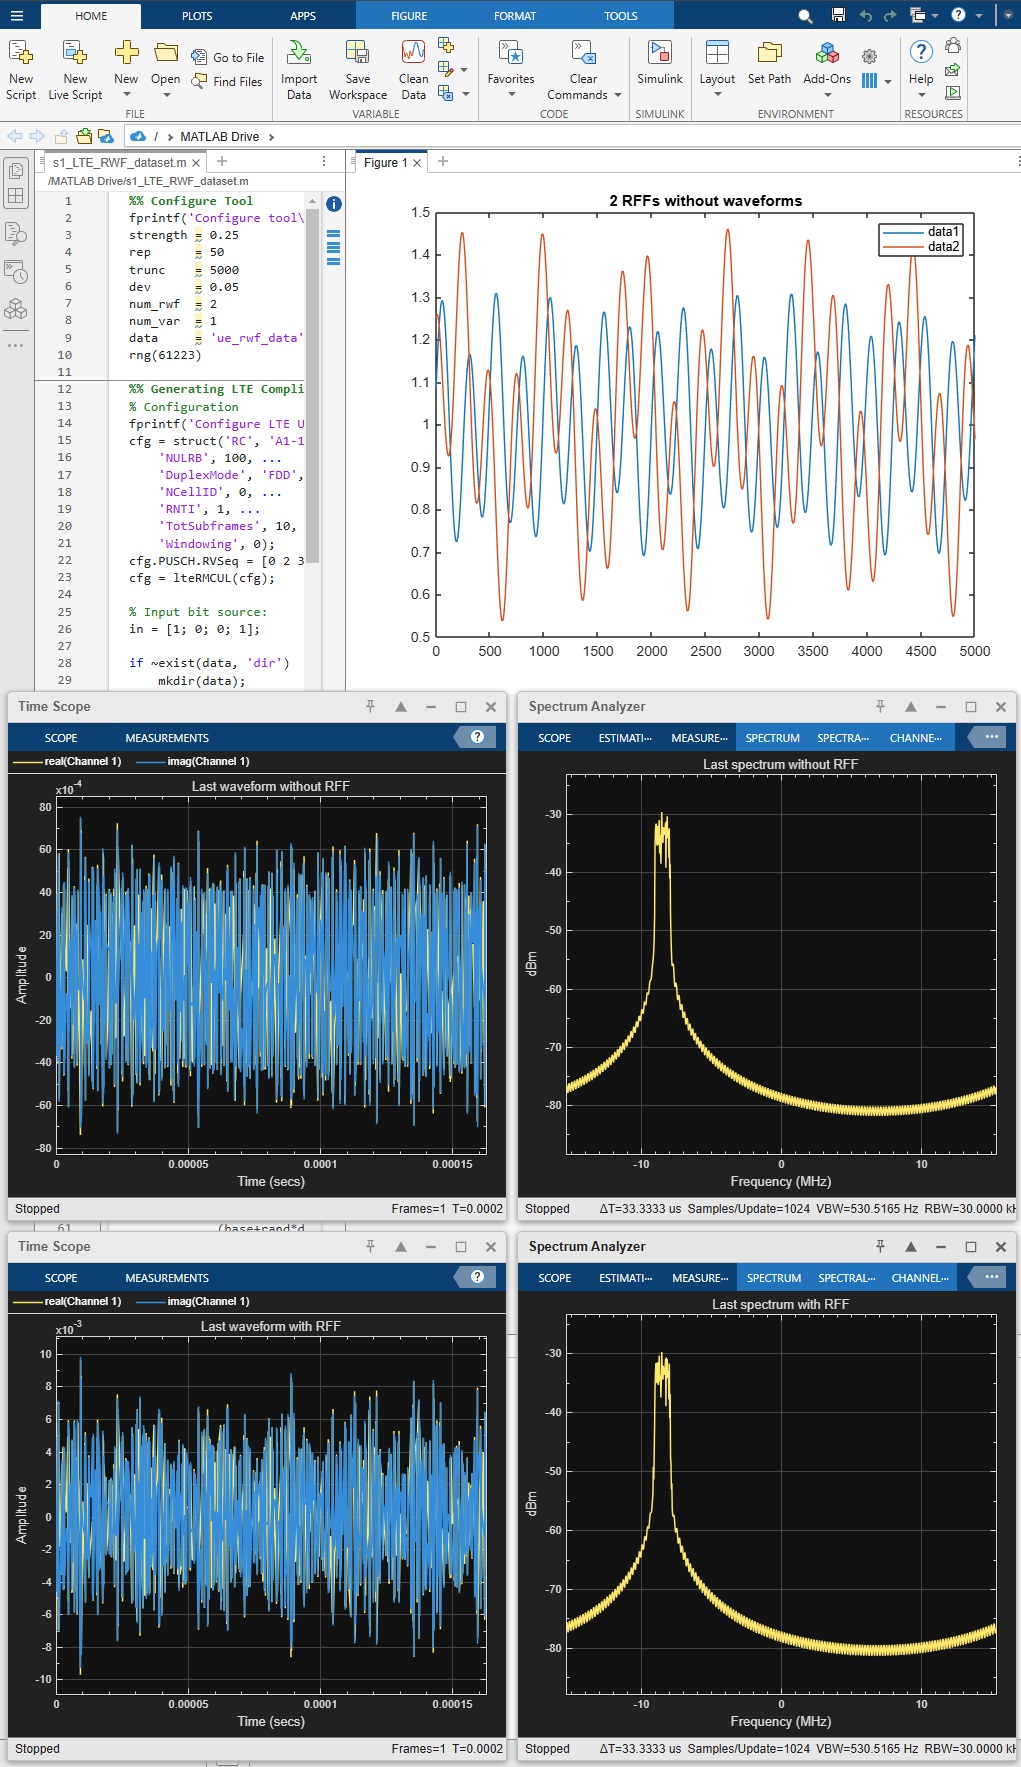 HOME PLOTS APPS FIGURE FORMAT TOOLS
New Script
New Live Script
New
Open
Go to File
Find Files
Import Data
Save Workspace
Clean Data
Favorites
Clear Commands
Simulink
Layout
Set Path
Add-Ons
Help
FILE VARIABLE CODE SIMULINK ENVIRONMENT RESOURCES
/ > MATLAB Drive >
s1_LTE_RWF_dataset.m
/MATLAB Drive/s1_LTE_RWF_dataset.m
1 %% Configure Tool
2 fprintf('Configure tool\
3 strength = 0.25
4 rep = 50
5 trunc = 5000
6 dev = 0.05
7 num_rwf = 2
8 num_var = 1
9 data = 'ue_rwf_data'
10 rng(61223)
11
12 %% Generating LTE Compli
13 % Configuration
14 fprintf('Configure LTE U
15 cfg = struct('RC', 'A1-1
16 'NULRB', 100, ...
17 'DuplexMode', 'FDD',
18 'NCellID', 0, ...
19 'RNTI', 1, ...
20 'TotSubframes', 10,
21 'Windowing', 0);
22 cfg.PUSCH.RVSeq = [0 2 3
23 cfg = lteRMCUL(cfg);
24
25 % Input bit source:
26 in = [1; 0; 0; 1];
27
28 if ~exist(data, 'dir')
29 mkdir(data);
Figure 1
2 RFFs without waveforms
data1
data2
1.5
1.4
1.3
1.2
1.1
1
0.9
0.8
0.7
0.6
0.5
0 500 1000 1500 2000 2500 3000 3500 4000 4500 5000
Time Scope
SCOPE MEASUREMENTS
real(Channel 1) imag(Channel 1)
Last waveform without RFF
x10-4
80
60
40
20
0
-20
-40
-60
-80
Amplitude
0 0.00005 0.0001 0.00015
Time (secs)
Stopped Frames=1 T=0.0002
Spectrum Analyzer
SCOPE ESTIMATI... MEASURE... SPECTRUM SPECTRA... CHANNE...
Last spectrum without RFF
-30
-40
-50
-60
-70
-80
dBm
-10 0 10
Frequency (MHz)
Stopped ΔT=33.3333 us Samples/Update=1024 VBW=530.5165 Hz RBW=30.0000 kH
61 (base+rand*d
Time Scope
SCOPE MEASUREMENTS
real(Channel 1) imag(Channel 1)
Last waveform with RFF
x10-3
10
8
6
4
2
0
-2
-4
-6
-8
-10
Amplitude
0 0.00005 0.0001 0.00015
Time (secs)
Stopped Frames=1 T=0.0002
Spectrum Analyzer
SCOPE ESTIMATI... MEASURE... SPECTRUM SPECTRAL... CHANNEL...
Last spectrum with RFF
-30
-40
-50
-60
-70
-80
dBm
-10 0 10
Frequency (MHz)
Stopped ΔT=33.3333 us Samples/Update=1024 VBW=530.5165 Hz RBW=30.0000 kH